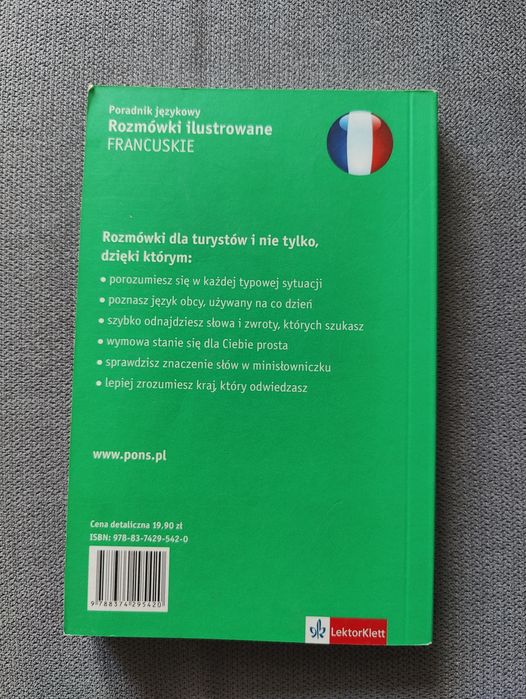 Poradnik językowy
Rozmówki ilustrowane
FRANCUSKIE
Rozmówki dla turystów i nie tylko,
dzięki którym:
• porozumiesz się w każdej typowej sytuacji
• poznasz język obcy, używany na co dzień
• szybko odnajdziesz słowa i zwroty, których szukasz
• wymowa stanie się dla Ciebie prosta
• sprawdzisz znaczenie słów w minisłowniczku
• lepiej zrozumiesz kraj, który odwiedzasz
www.pons.pl
Cena detaliczna 19,90 zł
ISBN: 978-83-7429-542-0
9 788374 295420
LektorKlett